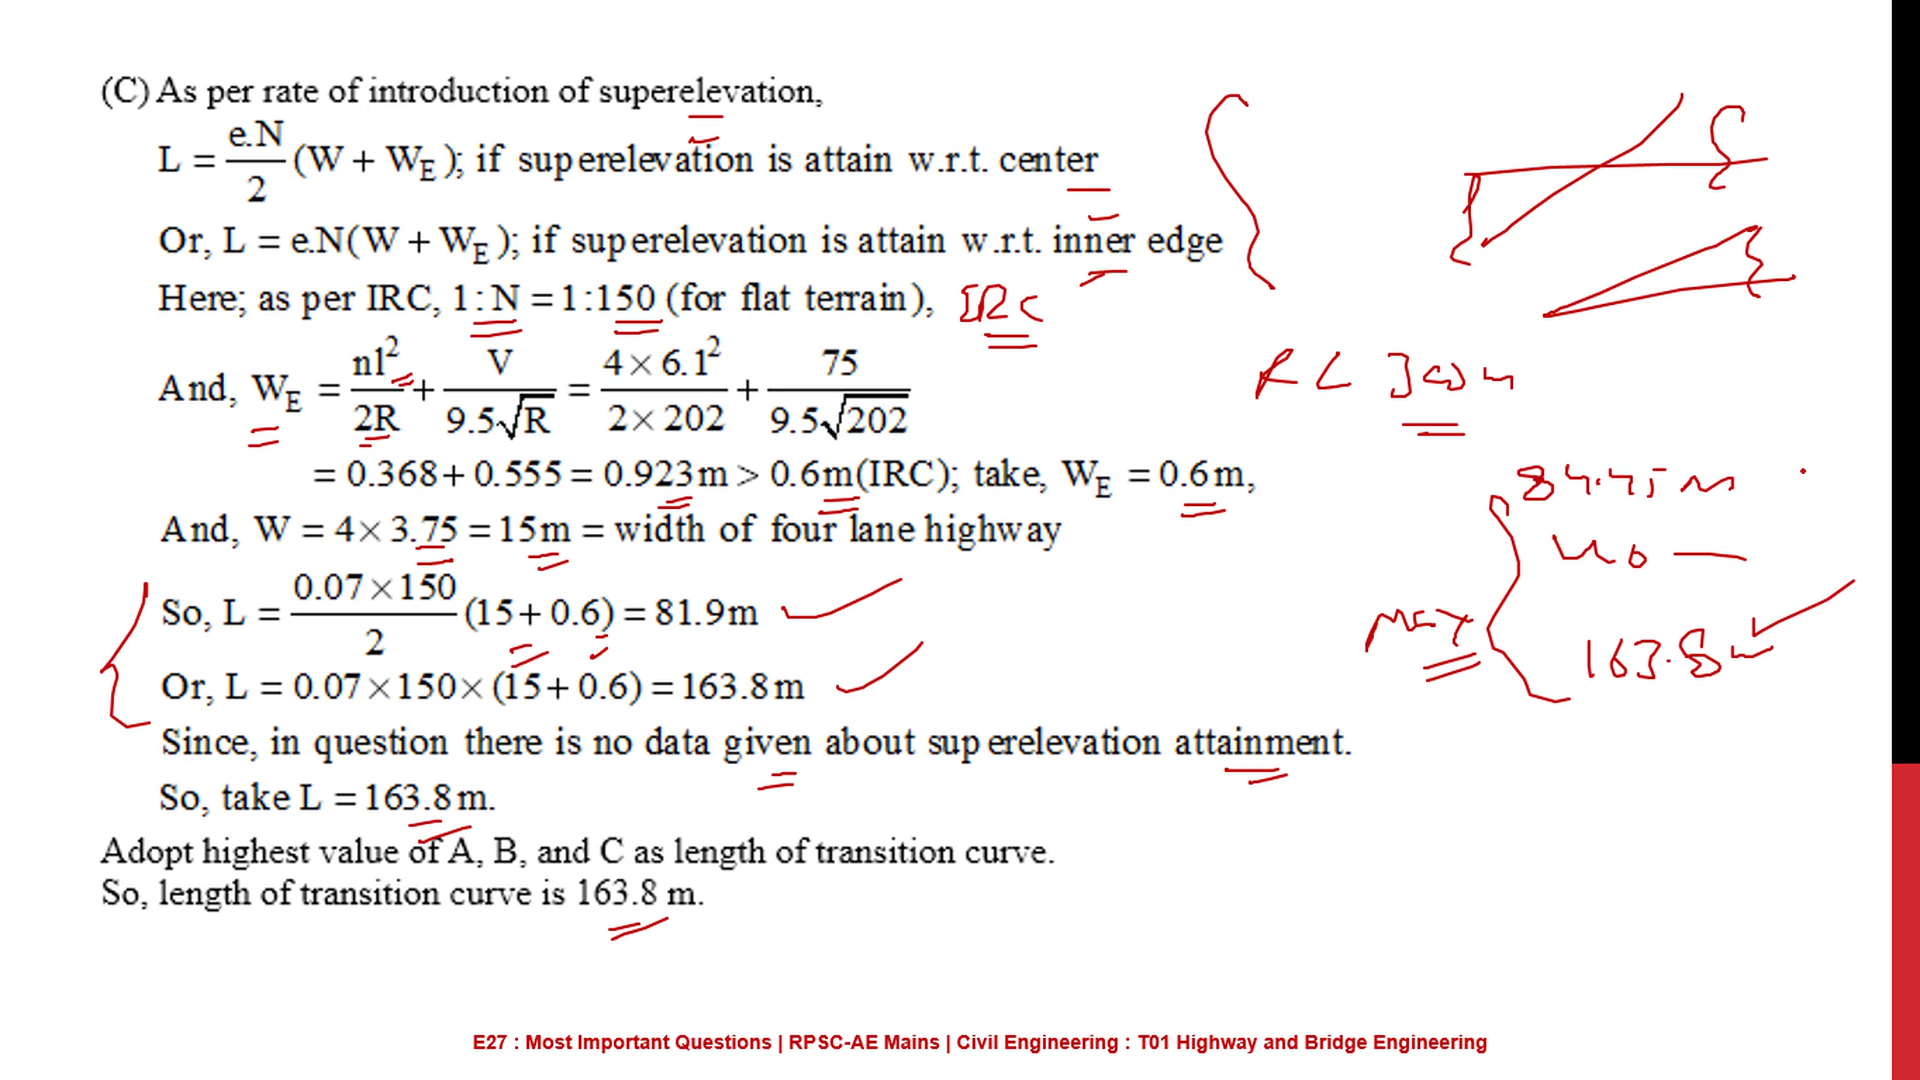 (C) As per rate of introduction of superelevation,
L = e.N/2 (W + W_E); if superelevation is attain w.r.t. center
Or, L = e.N(W + W_E); if superelevation is attain w.r.t. inner edge
Here; as per IRC, 1:N = 1:150 (for flat terrain), IRC
And, W_E = nl²/2R + V/9.5√R = 4×6.1²/2×202 + 75/9.5√202
= 0.368 + 0.555 = 0.923 m > 0.6m(IRC); take, W_E = 0.6 m,
84.45 m
And, W = 4× 3.75 = 15m = width of four lane highway
So, L = 0.07×150/2 (15+ 0.6) = 81.9m
163.8
Or, L = 0.07×150×(15+ 0.6) = 163.8m
Since, in question there is no data given about superelevation attainment.
So, take L = 163.8m.
Adopt highest value of A, B, and C as length of transition curve.
So, length of transition curve is 163.8 m.
E27 : Most Important Questions | RPSC-AE Mains | Civil Engineering : T01 Highway and Bridge Engineering